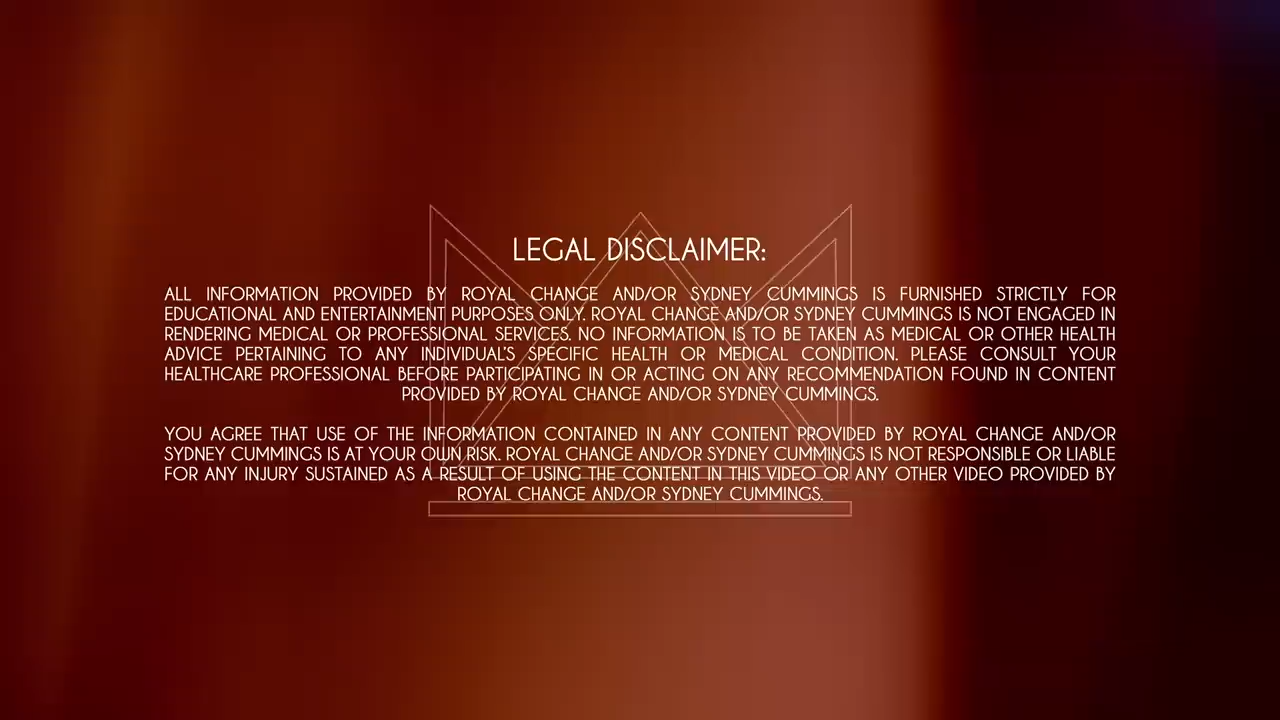 LEGAL DISCLAIMER:
ALL INFORMATION PROVIDED BY ROYAL CHANGE AND/OR SYDNEY CUMMINGS IS FURNISHED STRICTLY FOR
EDUCATIONAL AND ENTERTAINMENT PURPOSES ONLY. ROYAL CHANGE AND/OR SYDNEY CUMMINGS IS NOT ENGAGED IN
RENDERING MEDICAL OR PROFESSIONAL SERVICES. NO INFORMATION IS TO BE TAKEN AS MEDICAL OR OTHER HEALTH
ADVICE PERTAINING TO ANY INDIVIDUAL'S SPECIFIC HEALTH OR MEDICAL CONDITION. PLEASE CONSULT YOUR
HEALTHCARE PROFESSIONAL BEFORE PARTICIPATING IN OR ACTING ON ANY RECOMMENDATION FOUND IN CONTENT
PROVIDED BY ROYAL CHANGE AND/OR SYDNEY CUMMINGS.
YOU AGREE THAT USE OF THE INFORMATION CONTAINED IN ANY CONTENT PROVIDED BY ROYAL CHANGE AND/OR
SYDNEY CUMMINGS IS AT YOUR OWN RISK. ROYAL CHANGE AND/OR SYDNEY CUMMINGS IS NOT RESPONSIBLE OR LIABLE
FOR ANY INJURY SUSTAINED AS A RESULT OF USING THE CONTENT IN THIS VIDEO OR ANY OTHER VIDEO PROVIDED BY
ROYAL CHANGE AND/OR SYDNEY CUMMINGS.